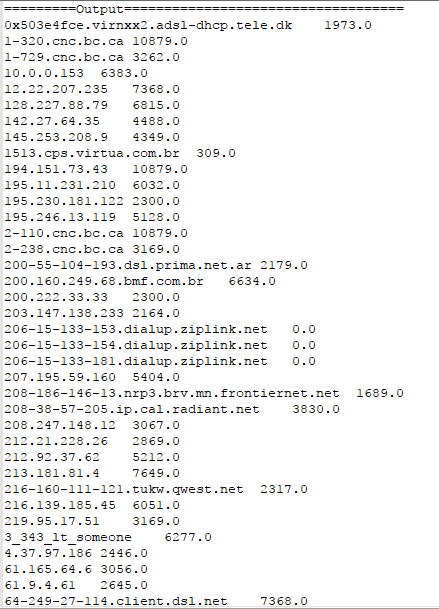 =========Output==================================
0x503e4fce.virnxx2.adsl-dhcp.tele.dk 1973.0
1-320.cnc.bc.ca 10879.0
1-729.cnc.bc.ca 3262.0
10.0.0.153 6383.0
12.22.207.235 7368.0
128.227.88.79 6815.0
142.27.64.35 4488.0
145.253.208.9 4349.0
1513.cps.virtua.com.br 309.0
194.151.73.43 10879.0
195.11.231.210 6032.0
195.230.181.122 2300.0
195.246.13.119 5128.0
2-110.cnc.bc.ca 10879.0
2-238.cnc.bc.ca 3169.0
200-55-104-193.dsl.prima.net.ar 2179.0
200.160.249.68.bmf.com.br 6634.0
200.222.33.33 2300.0
203.147.138.233 2164.0
206-15-133-153.dialup.ziplink.net 0.0
206-15-133-154.dialup.ziplink.net 0.0
206-15-133-181.dialup.ziplink.net 0.0
207.195.59.160 5404.0
208-186-146-13.nrp3.brv.mn.frontiernet.net 1689.0
208-38-57-205.ip.cal.radiant.net 3830.0
208.247.148.12 3067.0
212.21.228.26 2869.0
212.92.37.62 5212.0
213.181.81.4 7649.0
216-160-111-121.tukw.qwest.net 2317.0
216.139.185.45 6051.0
219.95.17.51 3169.0
3_343_lt_someone 6277.0
4.37.97.186 2446.0
61.165.64.6 3056.0
61.9.4.61 2645.0
64-249-27-114.client.dsl.net 7368.0